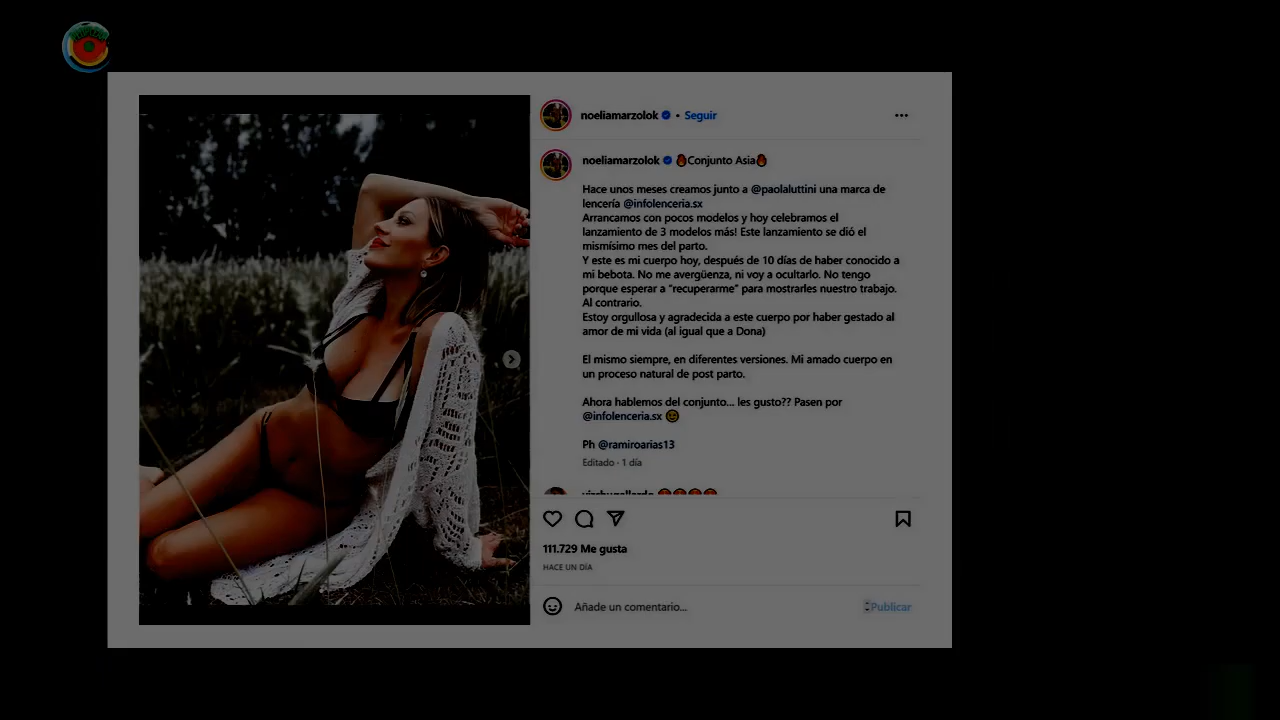 noeliamarzolok • Seguir
noeliamarzolok 🔥Conjunto Asia🔥
Hace unos meses creamos junto a @paolaluttini una marca de
lencería @infolenceria.sx
Arrancamos con pocos modelos y hoy celebramos el
lanzamiento de 3 modelos más! Este lanzamiento se dió el
mismísimo mes del parto.
Y este es mi cuerpo hoy, después de 10 días de haber conocido a
mi bebota. No me avergüenza, ni voy a ocultarlo. No tengo
porque esperar a "recuperarme" para mostrarles nuestro trabajo.
Al contrario.
Estoy orgullosa y agradecida a este cuerpo por haber gestado al
amor de mi vida (al igual que a Dona)
El mismo siempre, en diferentes versiones. Mi amado cuerpo en
un proceso natural de post parto.
Ahora hablemos del conjunto... les gusto?? Pasen por
@infolenceria.sx 😊
Ph @ramiroarias13
Editado · 1 día
111.729 Me gusta
HACE UN DÍA
Añade un comentario...
Publicar